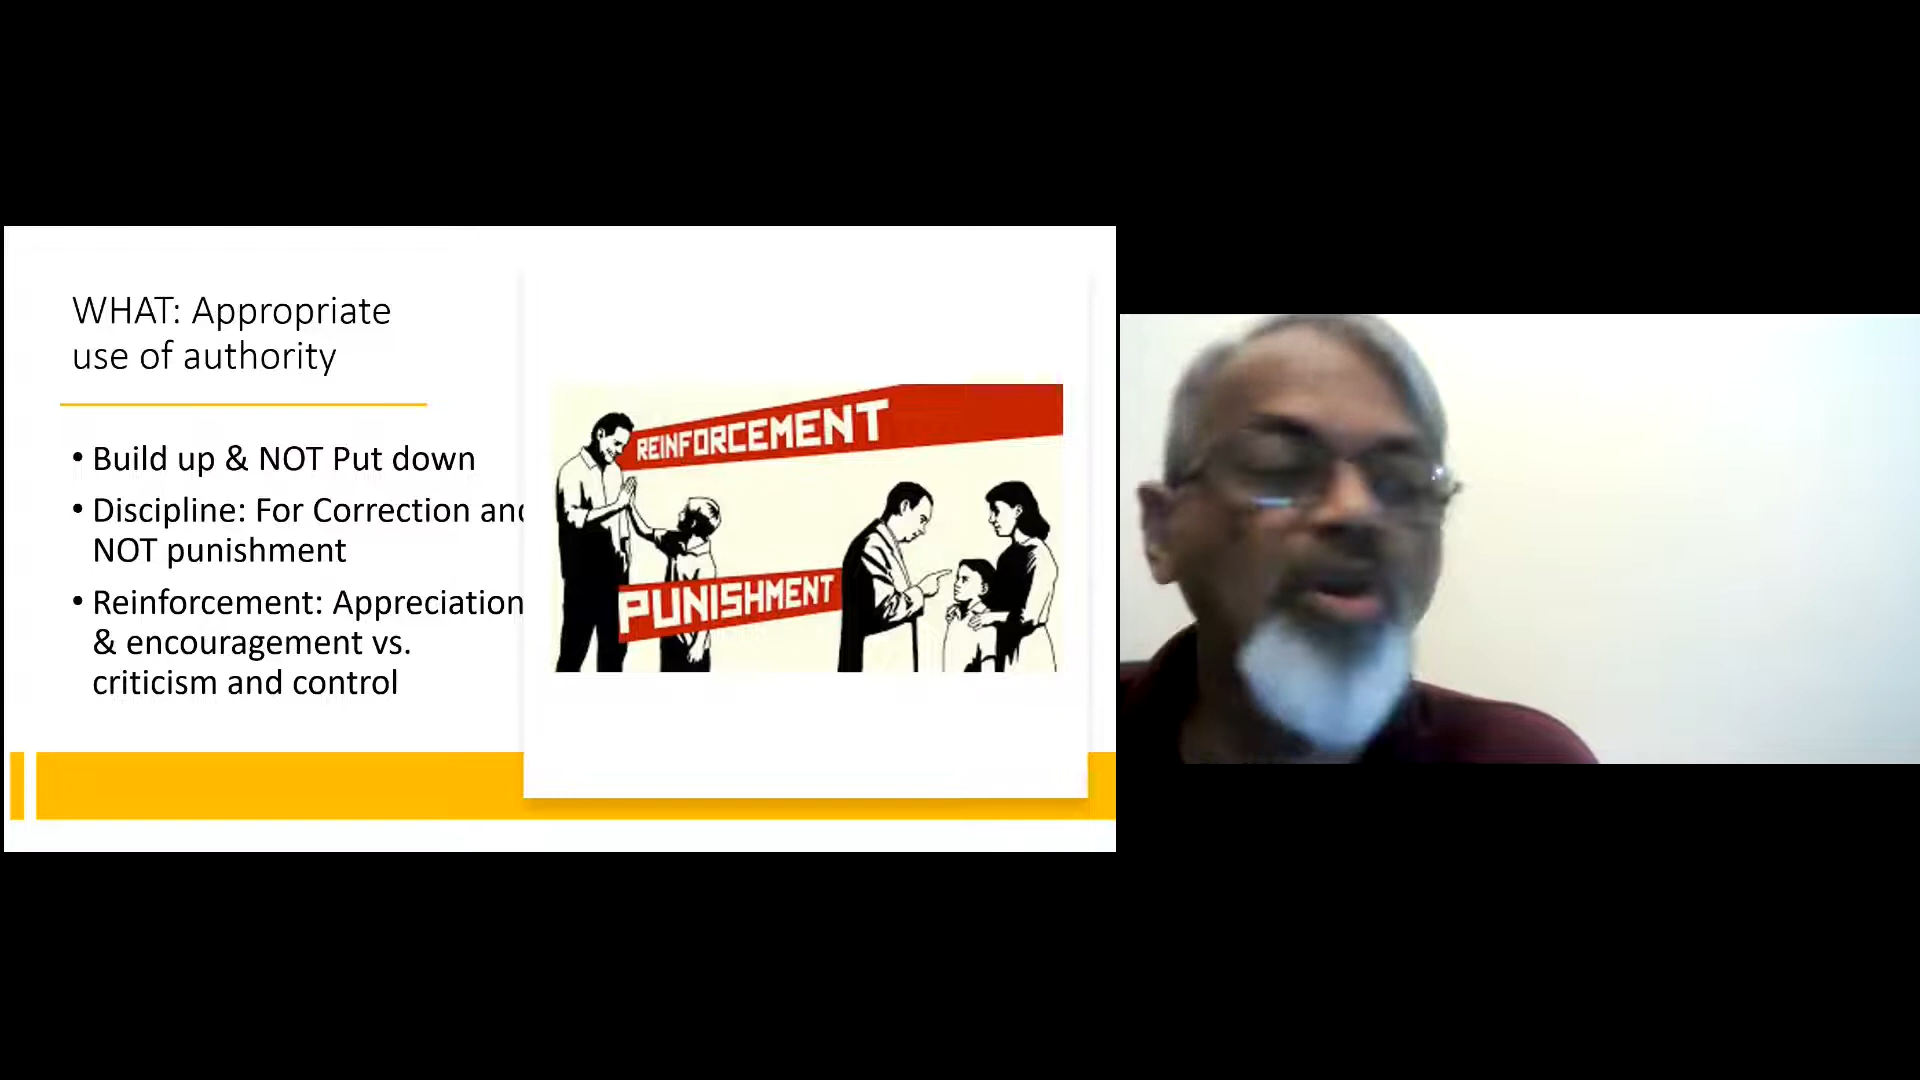 WHAT: Appropriate
use of authority
• Build up & NOT Put down
• Discipline: For Correction and
NOT punishment
• Reinforcement: Appreciation
& encouragement vs.
criticism and control
REINFORCEMENT
PUNISHMENT